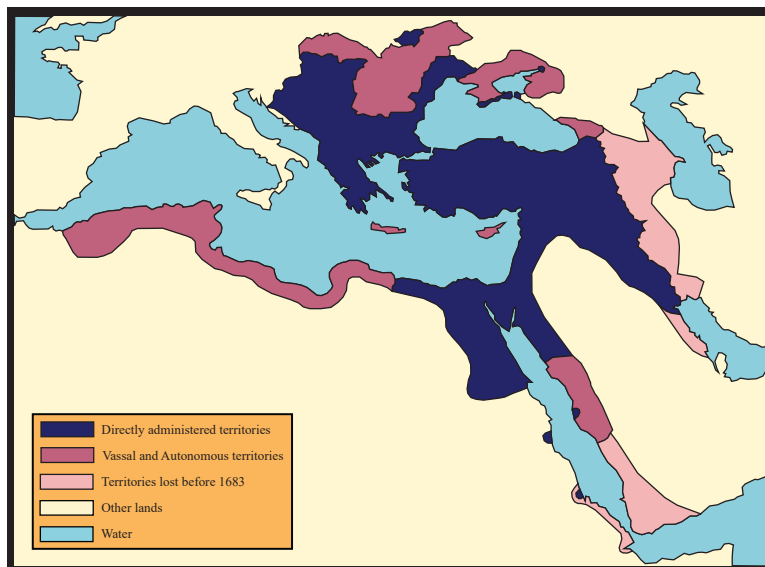 Directly administered territories
Vassal and Autonomous territories
Territories lost before 1683
Other lands
Water